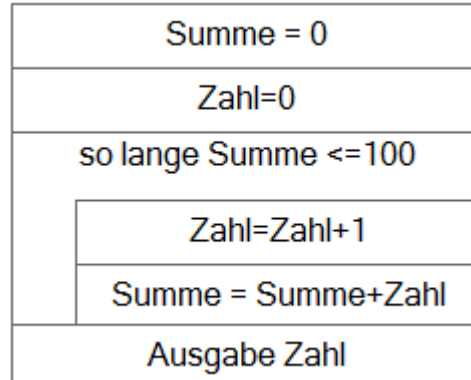 Summe = 0
Zahl=0
so lange Summe <=100
Zahl=Zahl+1
Summe = Summe+Zahl
Ausgabe Zahl